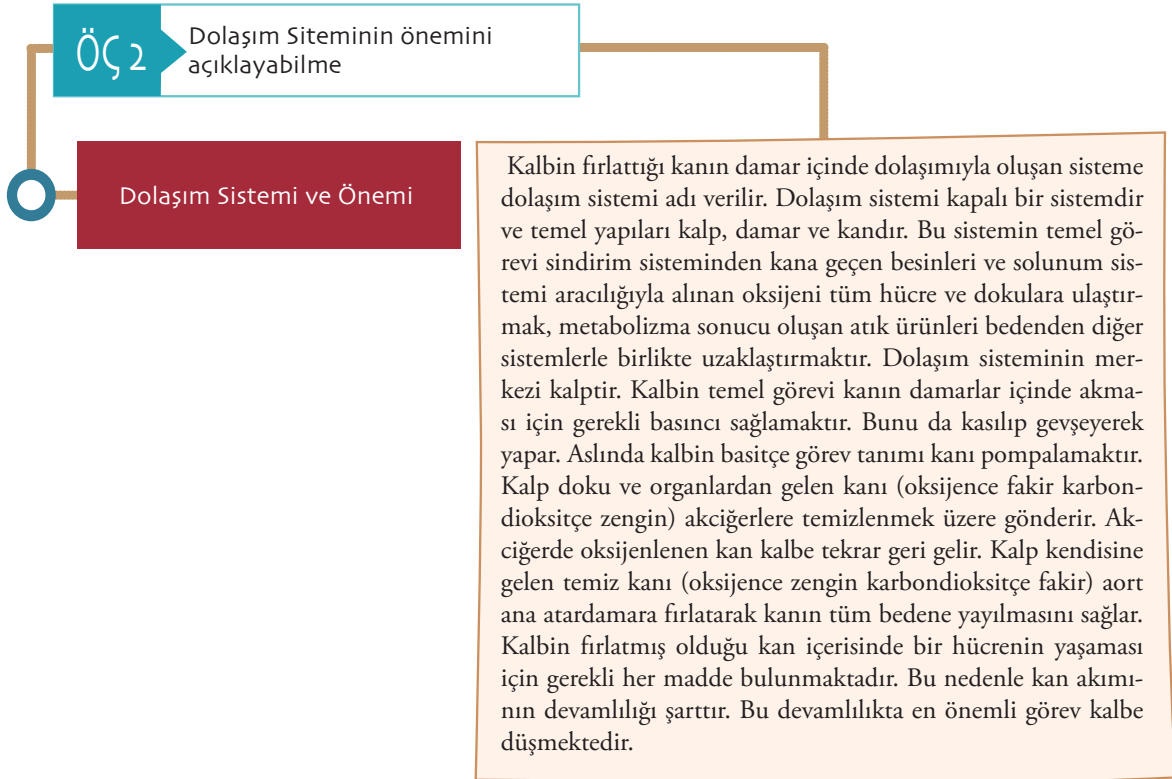 ÖÇ 2
Dolaşım Siteminin önemini
açıklayabilme
Dolaşım Sistemi ve Önemi
Kalbin fırlattığı kanın damar içinde dolaşımıyla oluşan sisteme
dolaşım sistemi adı verilir. Dolaşım sistemi kapalı bir sistemdir
ve temel yapıları kalp, damar ve kandır. Bu sistemin temel gö-
revi sindirim sisteminden kana geçen besinleri ve solunum sis-
temi aracılığıyla alınan oksijeni tüm hücre ve dokulara ulaştır-
mak, metabolizma sonucu oluşan atık ürünleri bedenden diğer
sistemlerle birlikte uzaklaştırmaktır. Dolaşım sisteminin mer-
kezi kalptir. Kalbin temel görevi kanın damarlar içinde akma-
sı için gerekli basıncı sağlamaktır. Bunu da kasılıp gevşeyerek
yapar. Aslında kalbin basitçe görev tanımı kanı pompalamaktır.
Kalp doku ve organlardan gelen kanı (oksijence fakir karbon-
dioksitçe zengin) akciğerlere temizlenmek üzere gönderir. Ak-
ciğerde oksijenlenen kan kalbe tekrar geri gelir. Kalp kendisine
gelen temiz kanı (oksijence zengin karbondioksitçe fakir) aort
ana atardamara fırlatarak kanın tüm bedene yayılmasını sağlar.
Kalbin fırlatmış olduğu kan içerisinde bir hücrenin yaşaması
için gerekli her madde bulunmaktadır. Bu nedenle kan akımı-
nın devamlılığı şarttır. Bu devamlılıkta en önemli görev kalbe
düşmektedir.